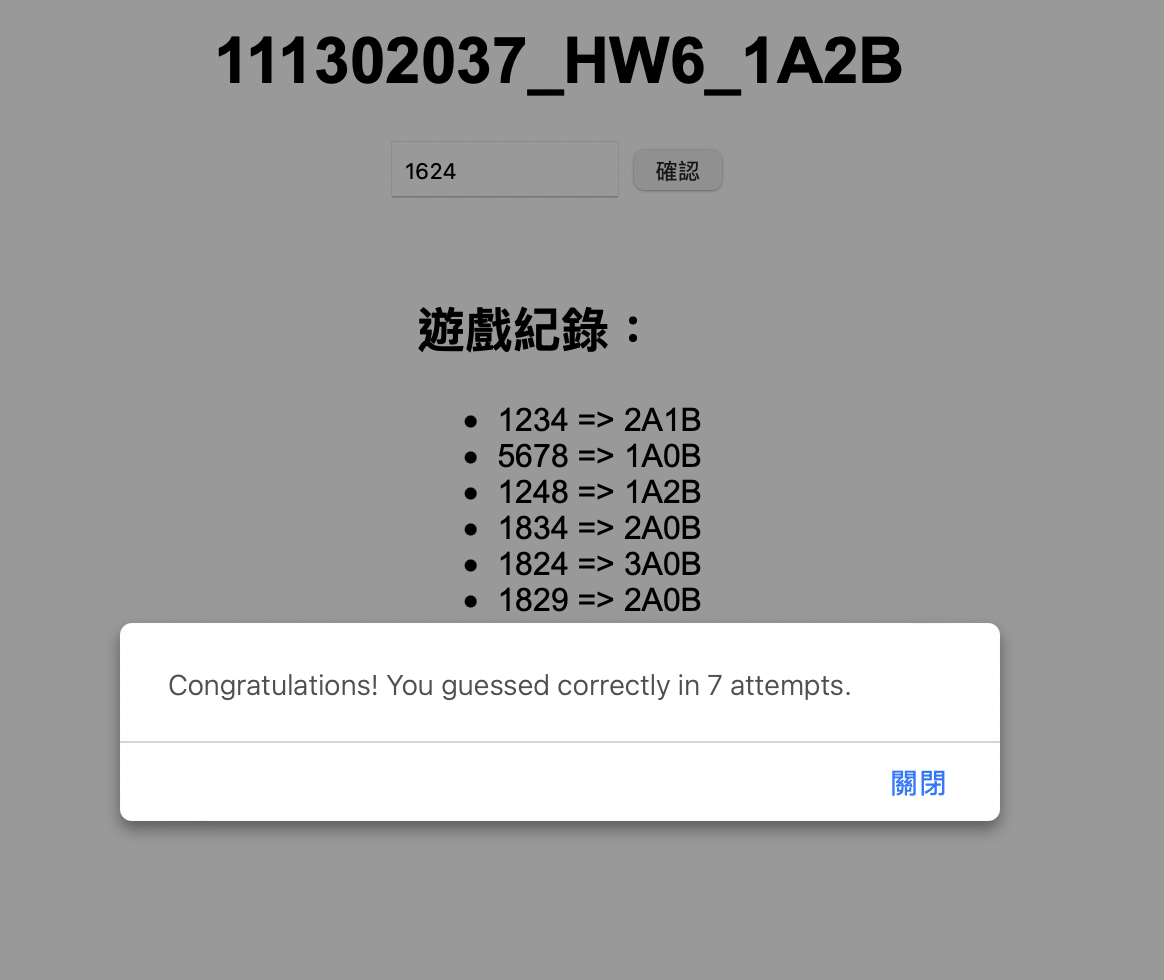 111302037_HW6_1A2B
1624
確認
遊戲紀錄：
1234 => 2A1B
5678 => 1A0B
1248 => 1A2B
1834 => 2A0B
1824 => 3A0B
1829 => 2A0B
Congratulations! You guessed correctly in 7 attempts.
關閉